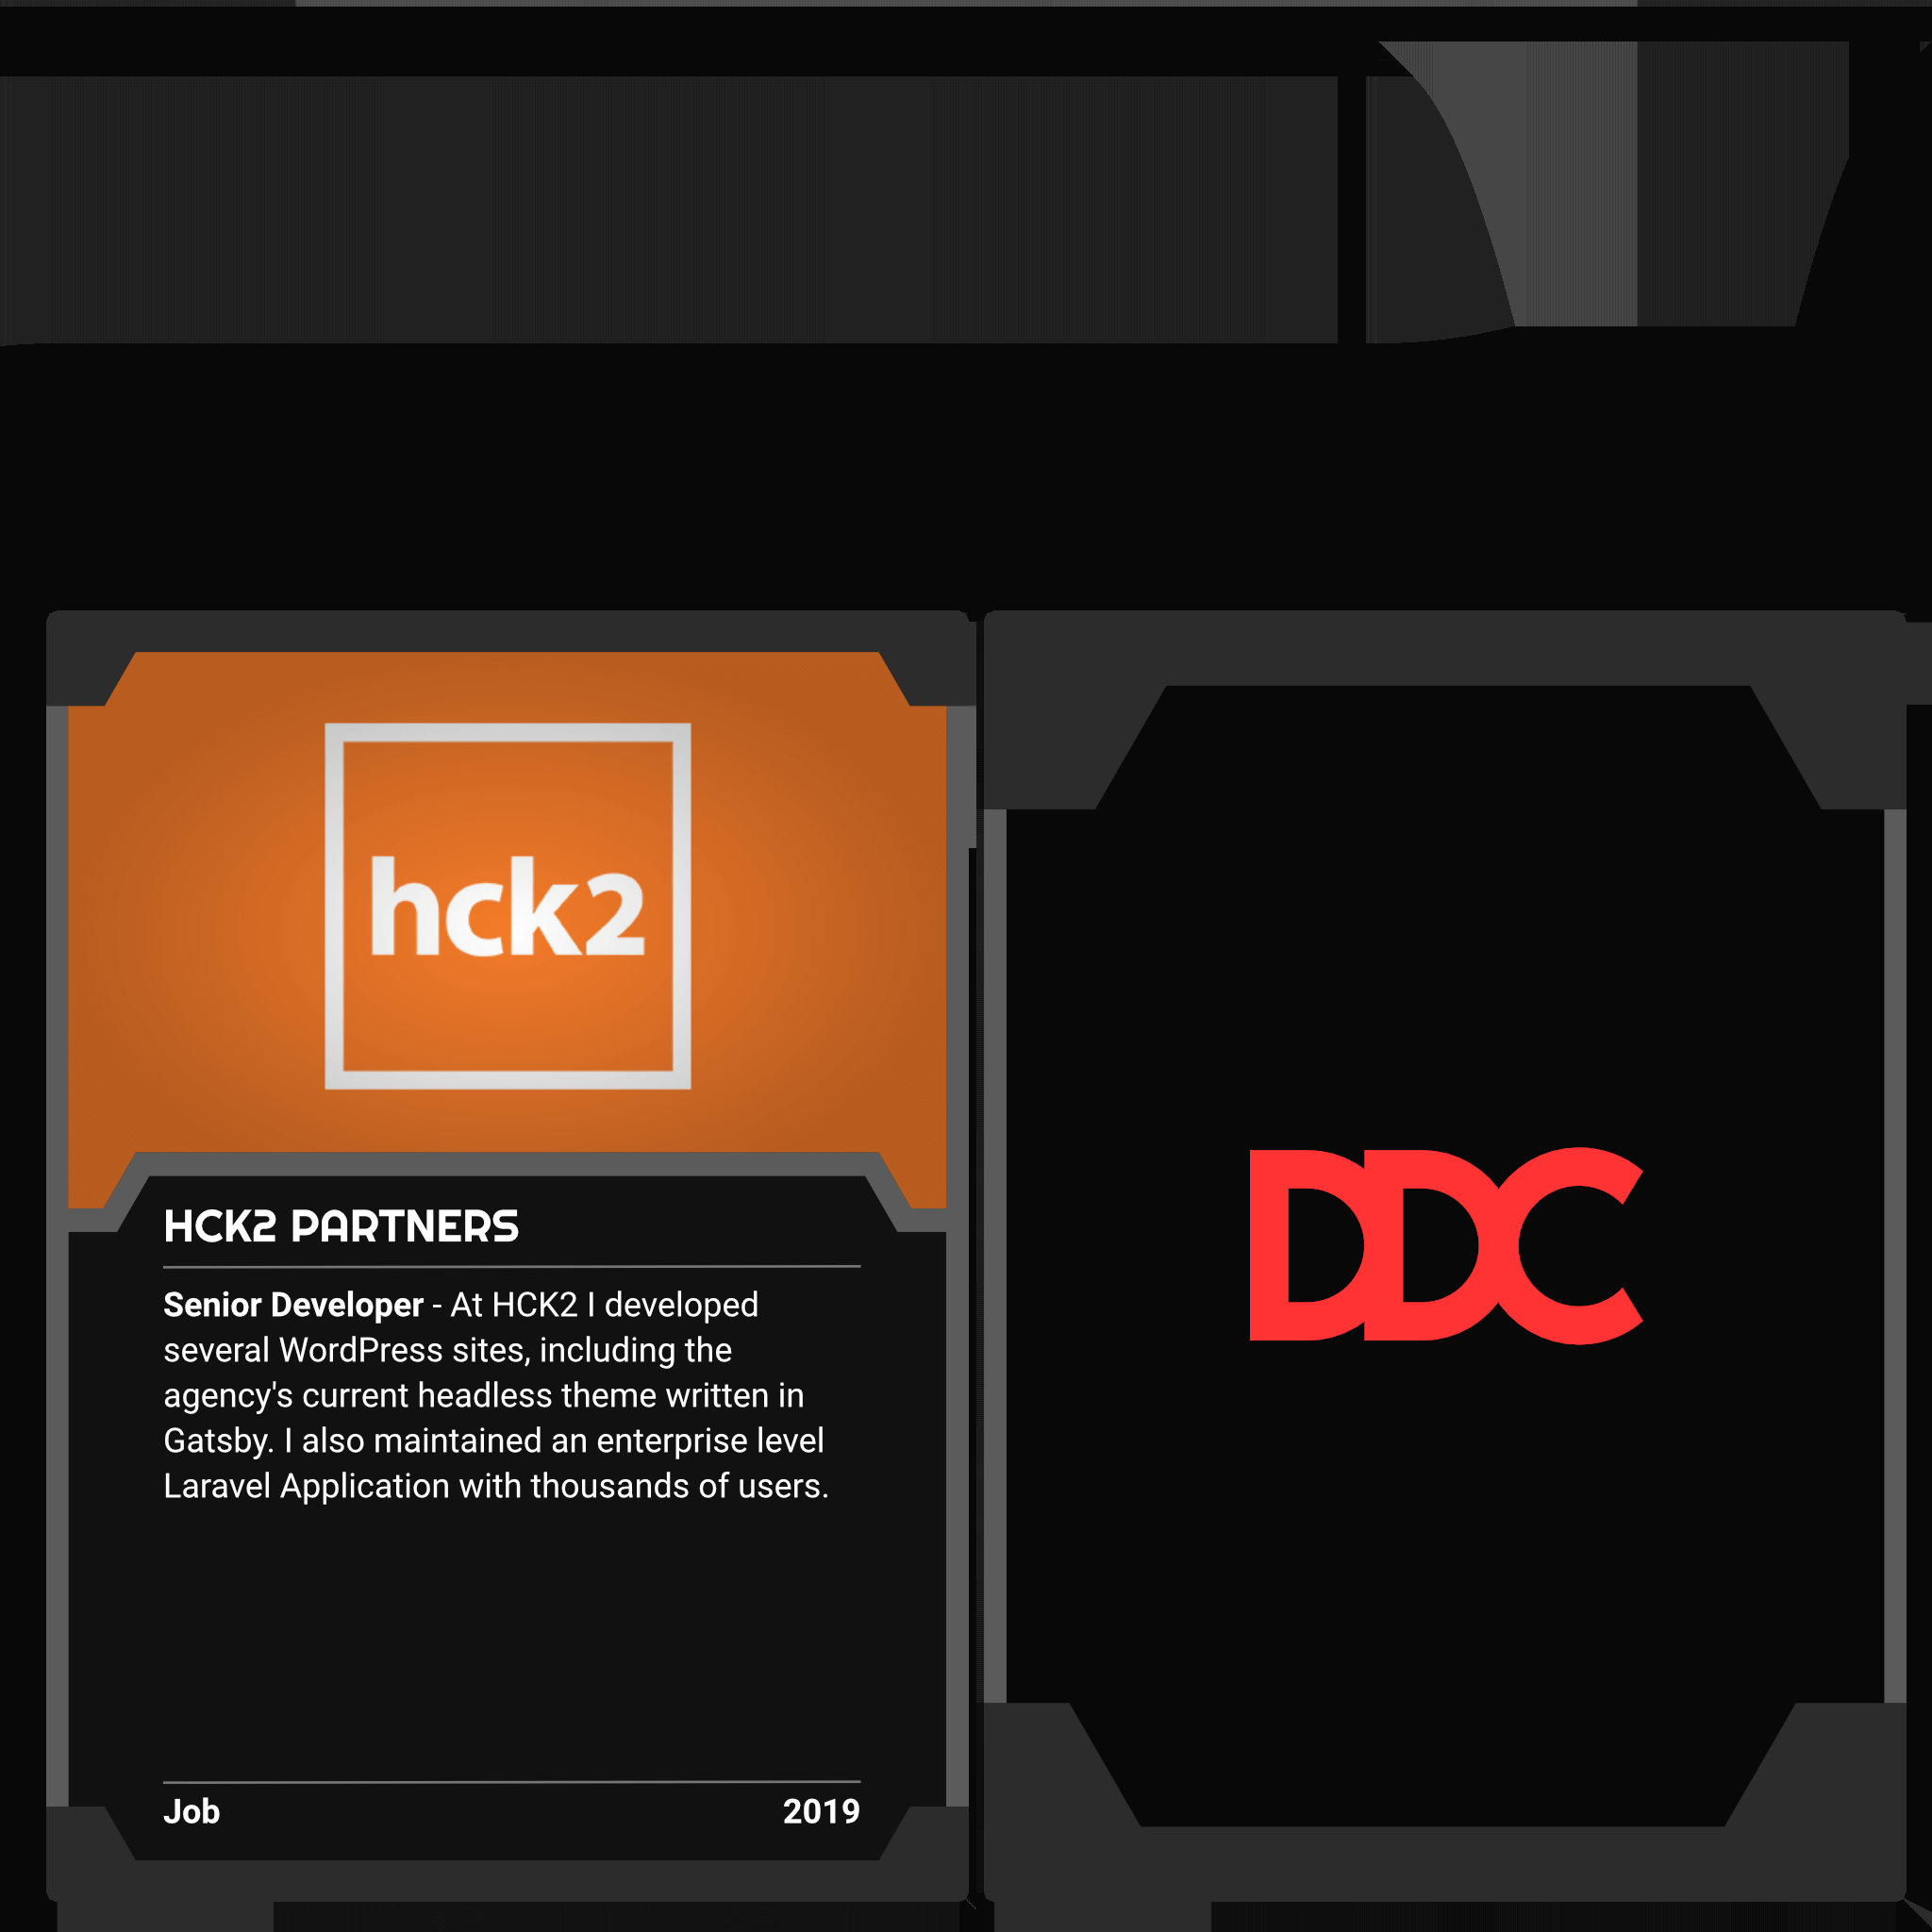 hck2
HCK2 PARTNERS
Senior Developer - At HCK2 I developed
several WordPress sites, including the
agency's current headless theme written in
Gatsby. I also maintained an enterprise level
Laravel Application with thousands of users.
Job 2019
DDC